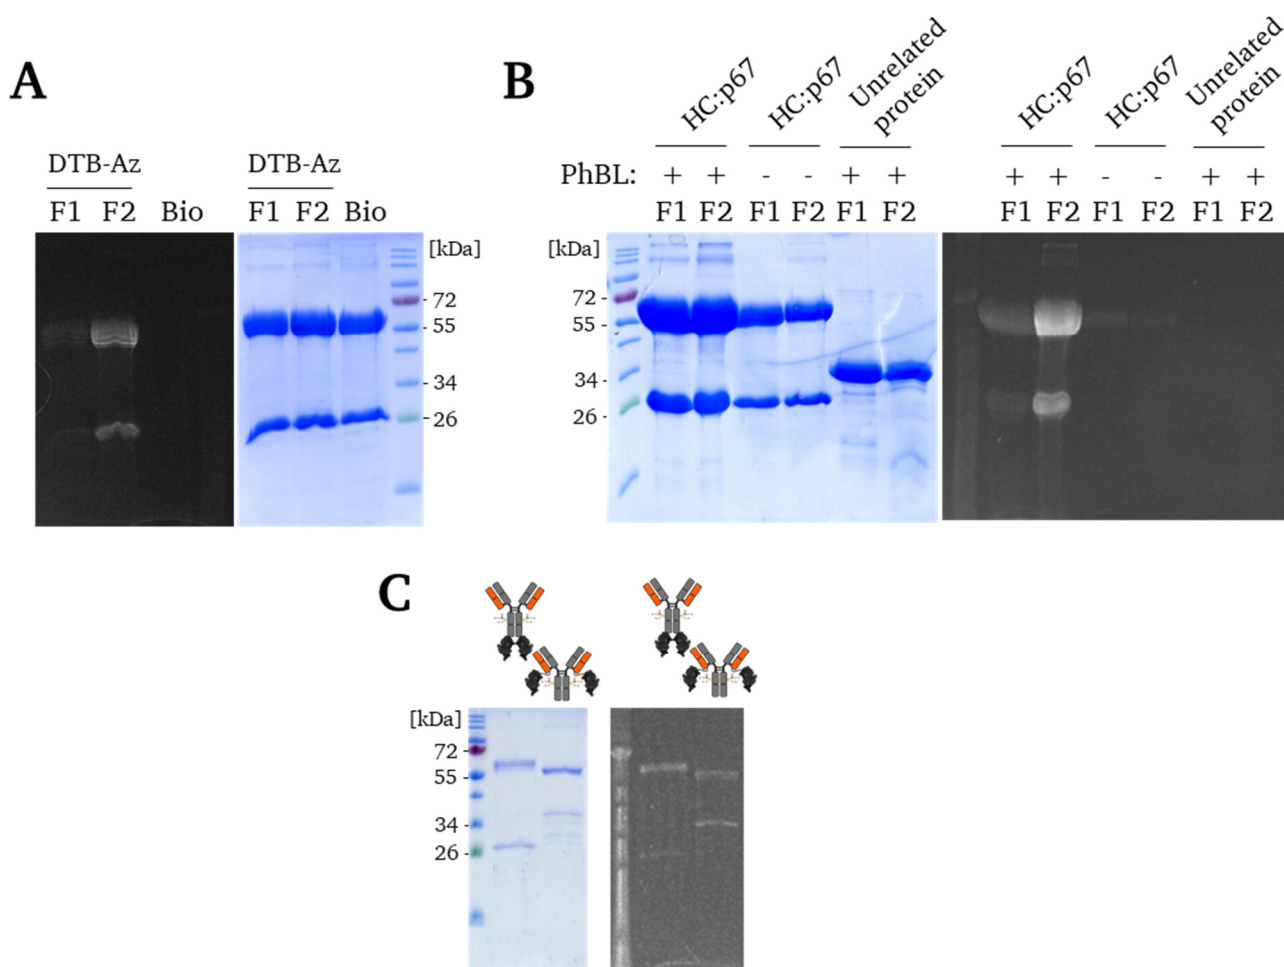 A
DTB-Az
F1 F2 Bio
DTB-Az
F1 F2 Bio
[kDa]
- 72
- 55
- 34
- 26
B
HC:p67 HC:p67 Unrelated protein
PhBL: + + - - + +
F1 F2 F1 F2 F1 F2
[kDa]
72 -
55 -
34 -
26 -
HC:p67 HC:p67 Unrelated protein
+ + - - + +
F1 F2 F1 F2 F1 F2
C
[kDa]
72 -
55 -
34 -
26 -